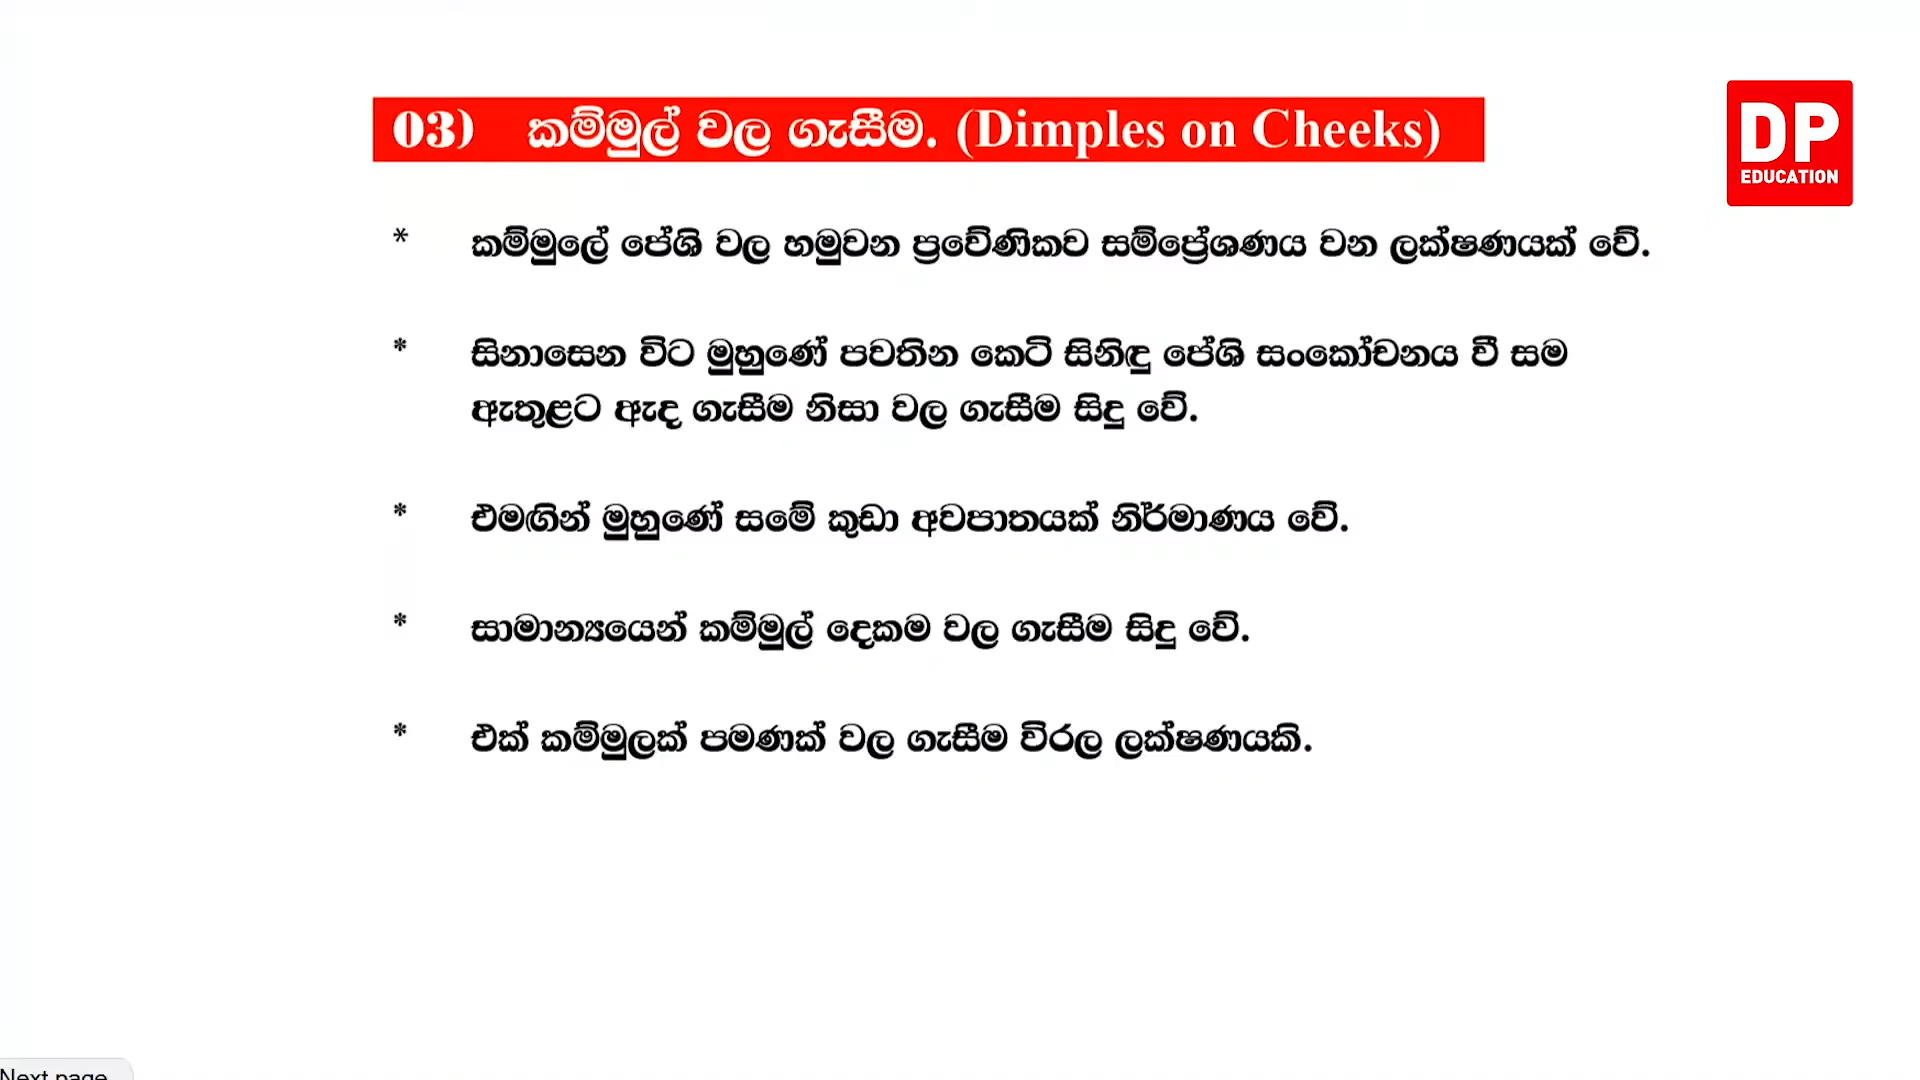 03) කම්මුල් වල ගැසීම. (Dimples on Cheeks)
DP
EDUCATION
* කම්මුලේ පේශි වල හමුවන ප්‍රවේණිකව සම්ප්‍රේශණය වන ලක්ෂණයක් වේ.
* සිනාසෙන විට මුහුණේ පවතින කෙටි සිනිඳු පේශි සංකෝචනය වී සම
ඇතුළට ඇද ගැසීම නිසා වල ගැසීම සිදු වේ.
* එමඟින් මුහුණේ සමේ කුඩා අවපාතයක් නිර්මාණය වේ.
* සාමාන්‍යයෙන් කම්මුල් දෙකම වල ගැසීම සිදු වේ.
* එක් කම්මුලක් පමණක් වල ගැසීම විරල ලක්ෂණයකි.
Next page